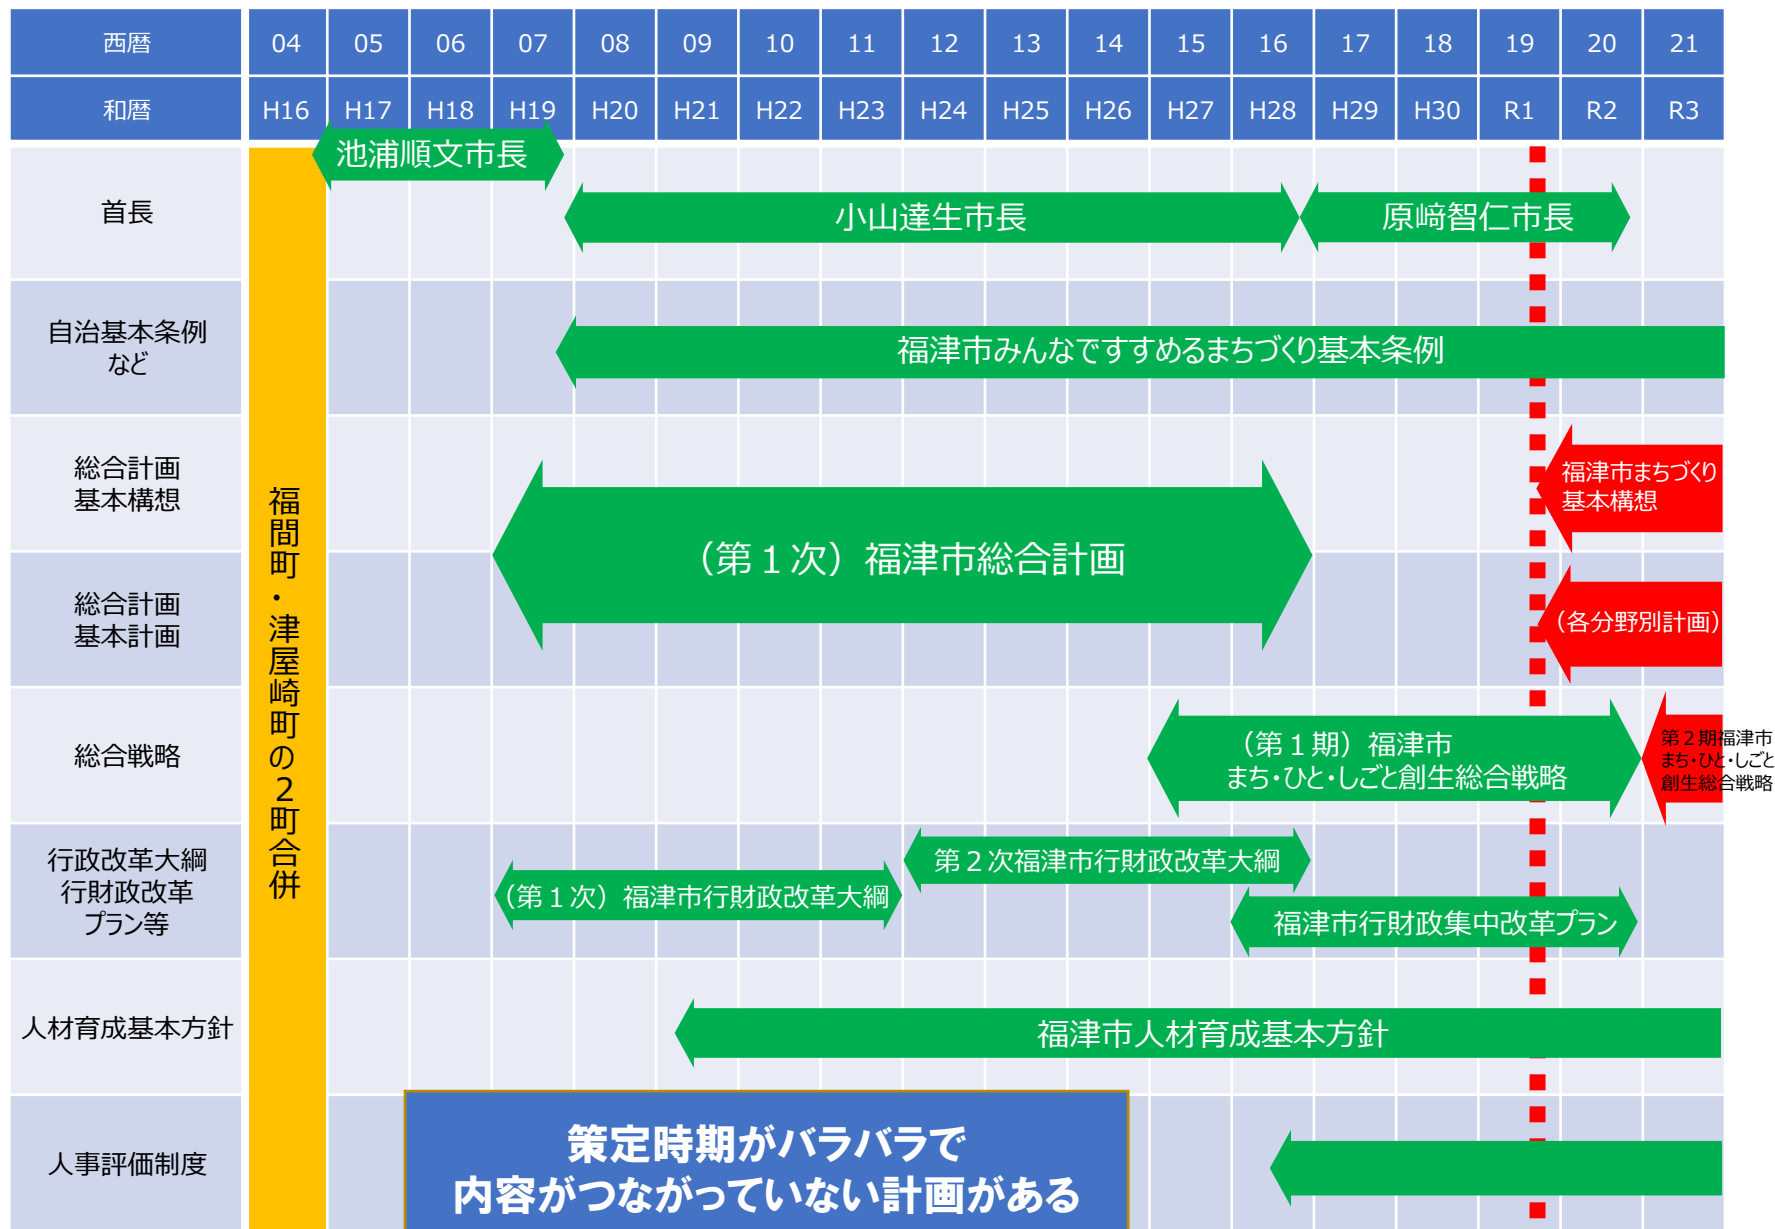 西暦 04 05 06 07 08 09 10 11 12 13 14 15 16 17 18 19 20 21
和暦 H16 H17 H18 H19 H20 H21 H22 H23 H24 H25 H26 H27 H28 H29 H30 R1 R2 R3
福間町・津屋崎町の2町合併
首長
池浦順文市長
小山達生市長
原﨑智仁市長
自治基本条例
など
福津市みんなですすめるまちづくり基本条例
総合計画
基本構想
福津市まちづくり
基本構想
(第1次)福津市総合計画
総合計画
基本計画
(各分野別計画)
総合戦略
(第1期)福津市
まち・ひと・しごと創生総合戦略
第2期福津市
まち・ひと・しごと
創生総合戦略
行政改革大綱
行財政改革
プラン等
(第1次)福津市行財政改革大綱
第2次福津市行財政改革大綱
福津市行財政集中改革プラン
人材育成基本方針
福津市人材育成基本方針
人事評価制度
策定時期がバラバラで
内容がつながっていない計画がある